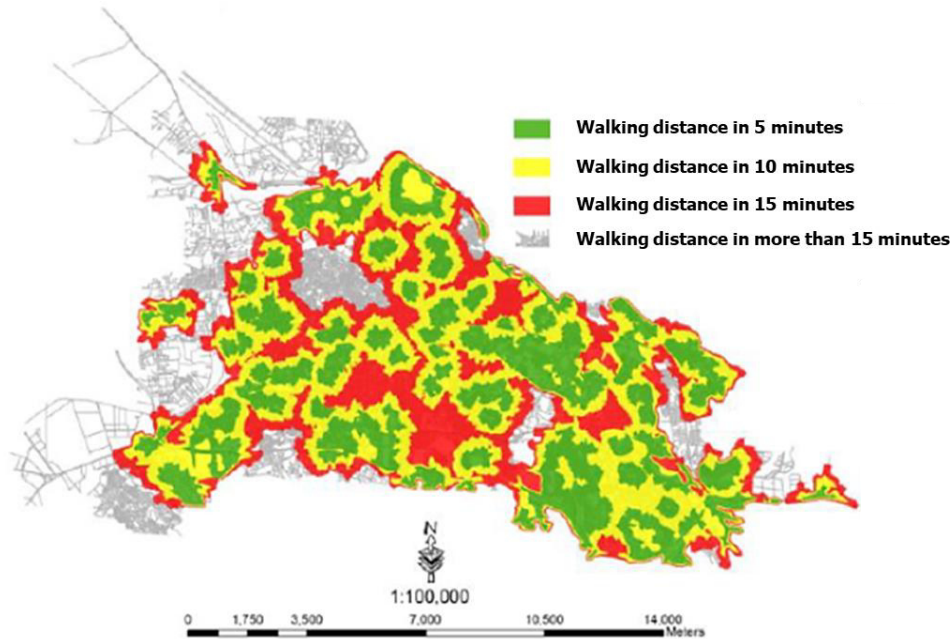 Walking distance in 5 minutes
Walking distance in 10 minutes
Walking distance in 15 minutes
Walking distance in more than 15 minutes
N
1:100,000
0 1,750 3,500 7,000 10,500 14,000
Meters